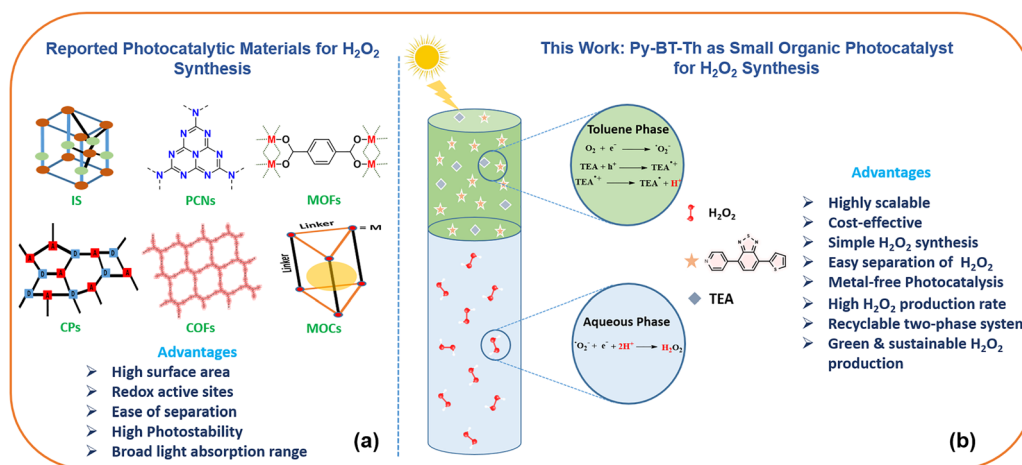 Reported Photocatalytic Materials for H₂O₂
Synthesis
IS
PCNs
MOFs
Linker
= M
Linker
CPs
COFs
MOCs
Advantages
➢ High surface area
➢ Redox active sites
➢ Ease of separation
➢ High Photostability
➢ Broad light absorption range
(a)
This Work: Py-BT-Th as Small Organic Photocatalyst
for H₂O₂ Synthesis
Toluene Phase
O₂ + e⁻ → •O₂⁻
TEA + h⁺ → TEA•⁺
TEA•⁺ → TEA• + H⁺
Aqueous Phase
•O₂⁻ + e⁻ + 2H⁺ → H₂O₂
H₂O₂
TEA
Advantages
➢ Highly scalable
➢ Cost-effective
➢ Simple H₂O₂ synthesis
➢ Easy separation of H₂O₂
➢ Metal-free Photocatalysis
➢ High H₂O₂ production rate
➢ Recyclable two-phase system
➢ Green & sustainable H₂O₂
production
(b)